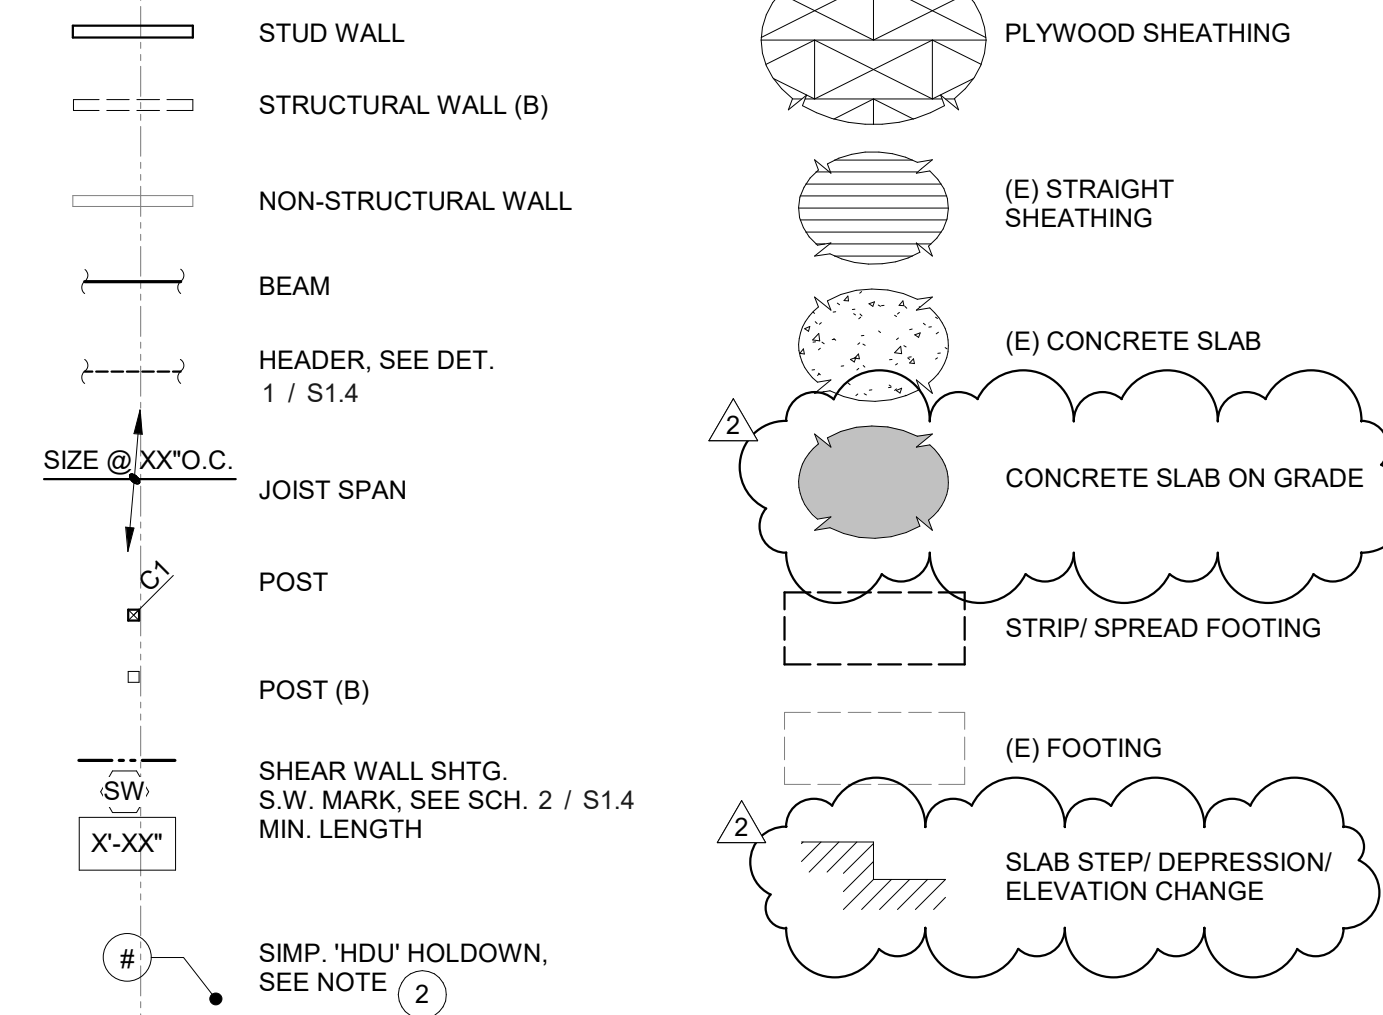 STUD WALL
STRUCTURAL WALL (B)
NON-STRUCTURAL WALL
BEAM
HEADER, SEE DET.
1 / S1.4
SIZE @ XX"O.C.
JOIST SPAN
C1
POST
POST (B)
SHEAR WALL SHTG.
SW
S.W. MARK, SEE SCH. 2 / S1.4
MIN. LENGTH
X'-XX"
#
SIMP. 'HDU' HOLDOWN,
SEE NOTE 2
PLYWOOD SHEATHING
(E) STRAIGHT
SHEATHING
(E) CONCRETE SLAB
2
CONCRETE SLAB ON GRADE
STRIP/ SPREAD FOOTING
(E) FOOTING
2
SLAB STEP/ DEPRESSION/
ELEVATION CHANGE